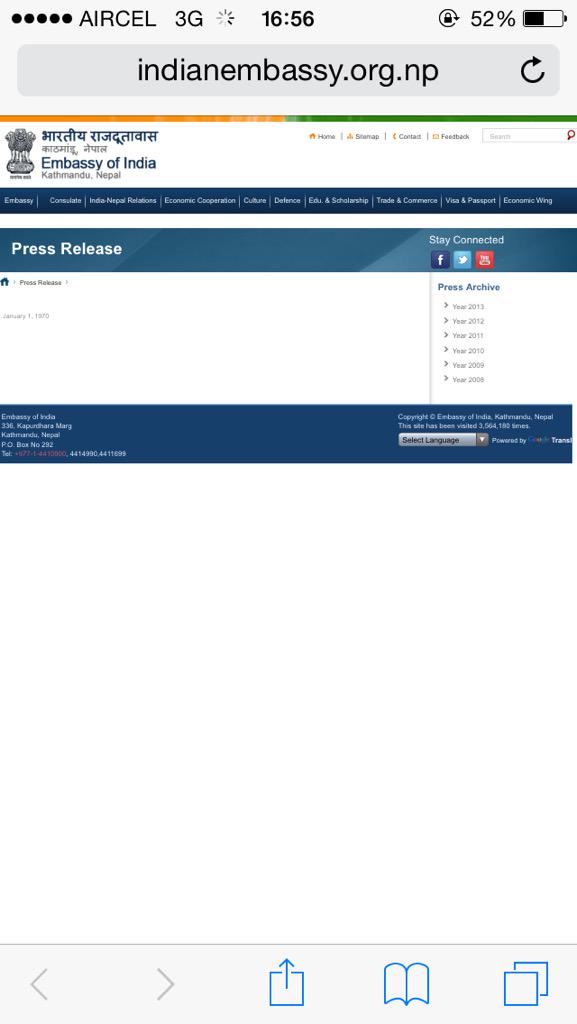 AIRCEL 3G 16:56 52%
indianembassy.org.np
भारतीय राजदूतावास
काठमांडू, नेपाल
Embassy of India
Kathmandu, Nepal
Home | Sitemap | Contact | Feedback Search
Embassy | Consulate | India-Nepal Relations | Economic Cooperation | Culture | Defence | Edu. & Scholarship | Trade & Commerce | Visa & Passport | Economic Wing
Press Release
Stay Connected
Press Release
January 1, 1970
Press Archive
Year 2013
Year 2012
Year 2011
Year 2010
Year 2009
Year 2008
Embassy of India
336, Kapurdhara Marg
Kathmandu, Nepal
P.O. Box No 292
Tel: +977-1-4410900, 4414990,4411699
Copyright © Embassy of India, Kathmandu, Nepal
This site has been visited 3,564,180 times.
Select Language Powered by Google Transl